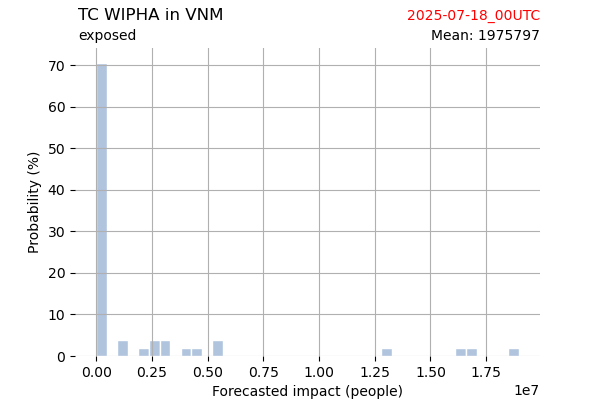 TC WIPHA in VNM
2025-07-18_00UTC
exposed
Mean: 1975797
70
60
50
40
30
20
10
0
Probability (%)
0.00 0.25 0.50 0.75 1.00 1.25 1.50 1.75
1e7
Forecasted impact (people)